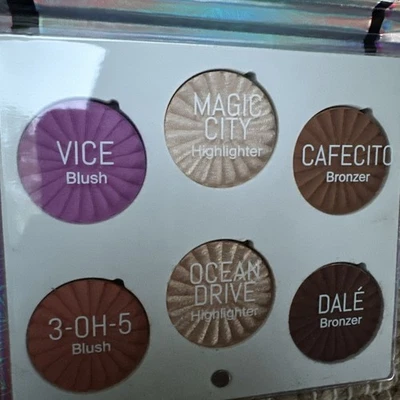 VICE
Blush
MAGIC
CITY
Highlighter
CAFECITO
Bronzer
3-OH-5
Blush
OCEAN
DRIVE
Highlighter
DALÉ
Bronzer